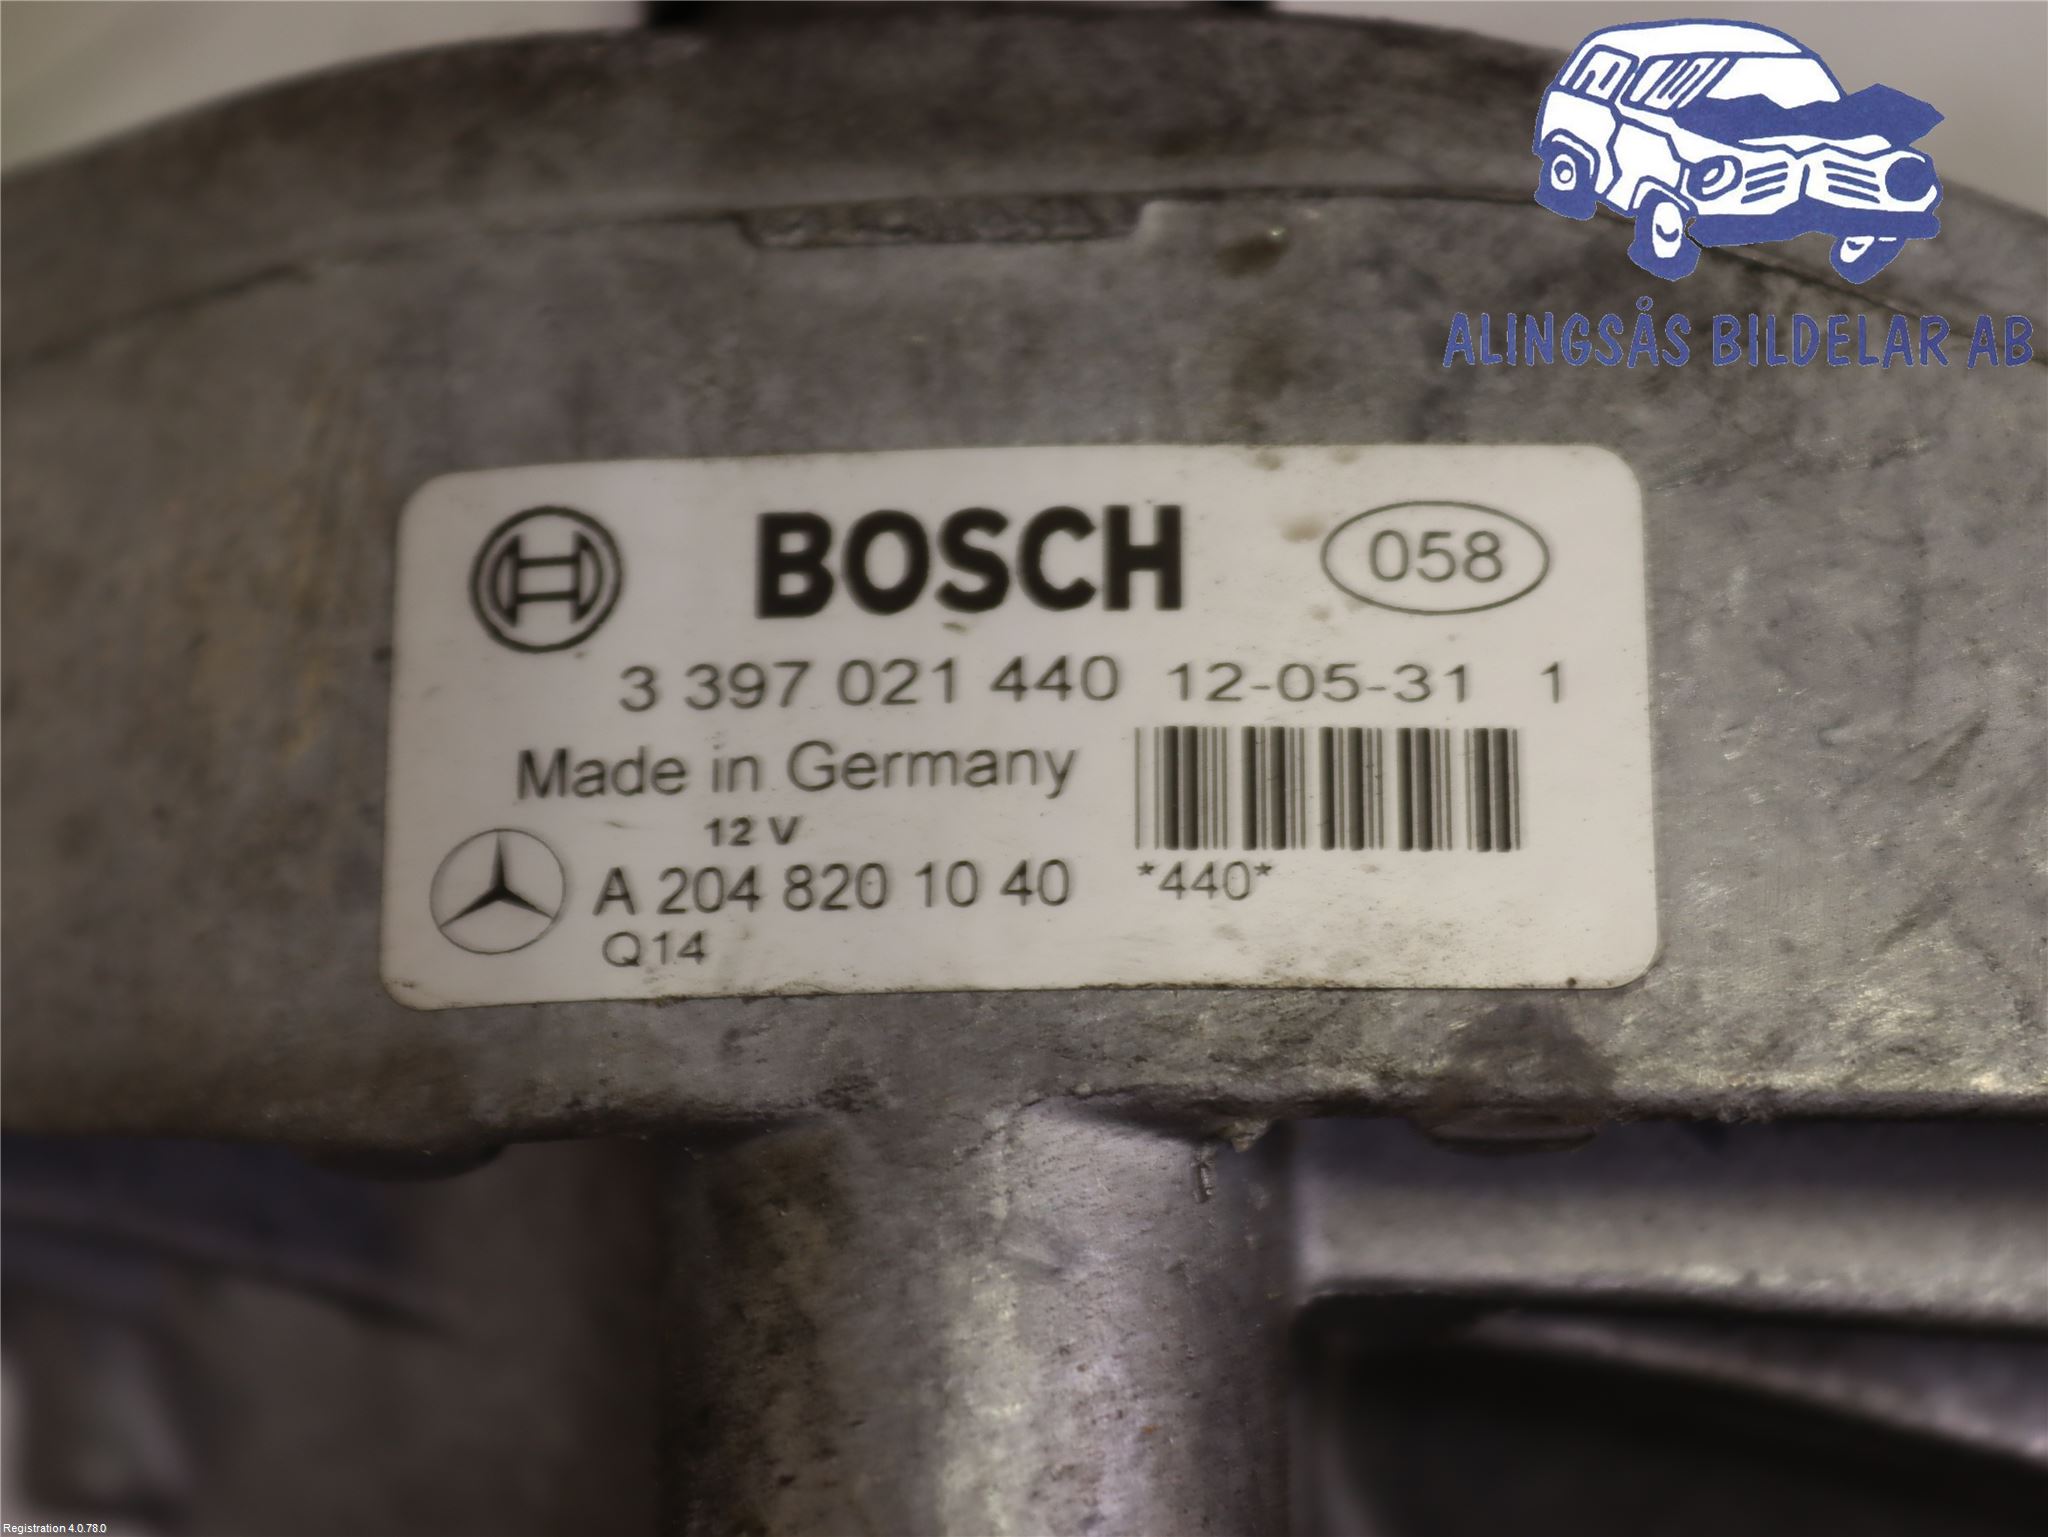 ALINGSÅS BILDELAR AB
BOSCH 058
3 397 021 440 12-05-31 1
Made in Germany
12 V
A 204 820 10 40 *440*
Q14
Registration 4.0.78.0